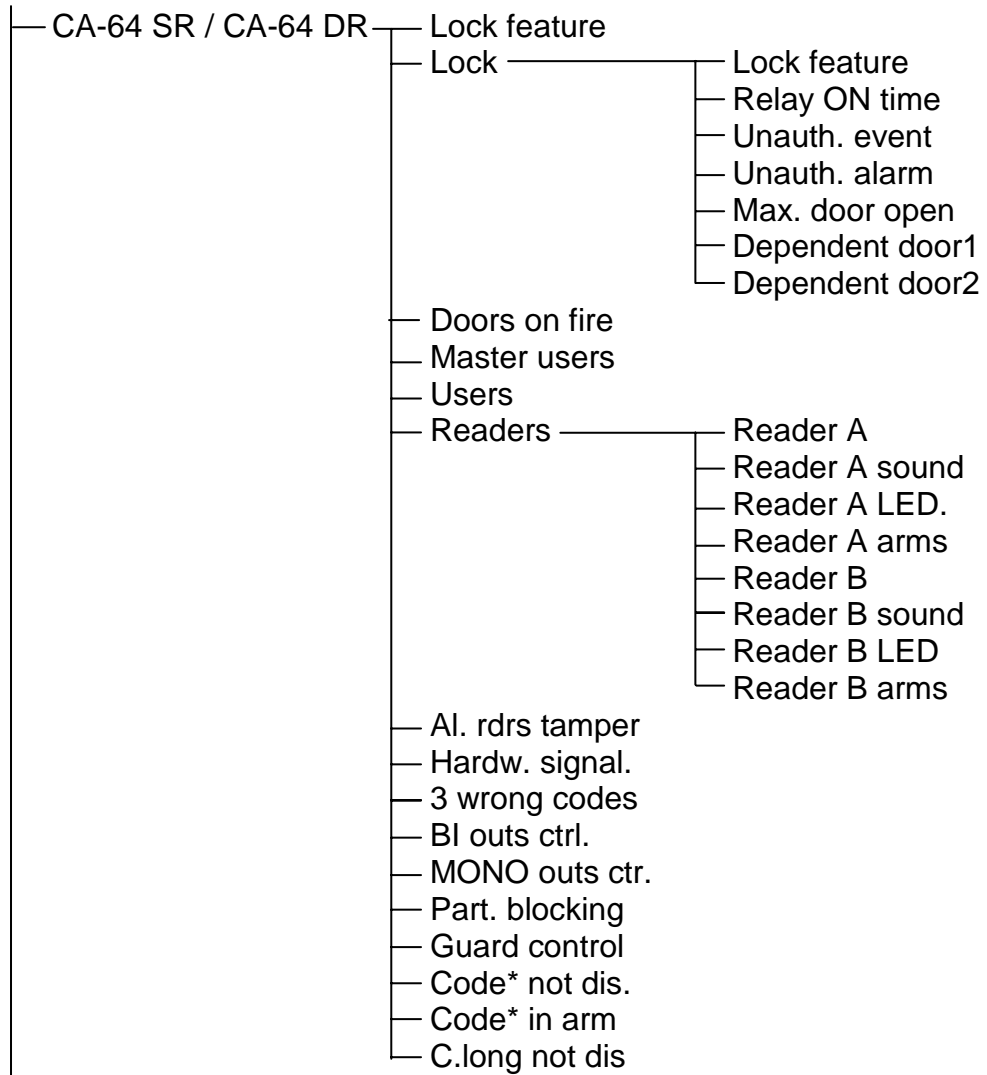 CA-64 SR / CA-64 DR Lock feature
Lock Lock feature
Relay ON time
Unauth. event
Unauth. alarm
Max. door open
Dependent door1
Dependent door2
Doors on fire
Master users
Users
Readers Reader A
Reader A sound
Reader A LED.
Reader A arms
Reader B
Reader B sound
Reader B LED
Reader B arms
Al. rdrs tamper
Hardw. signal.
3 wrong codes
BI outs ctrl.
MONO outs ctr.
Part. blocking
Guard control
Code* not dis.
Code* in arm
C.long not dis